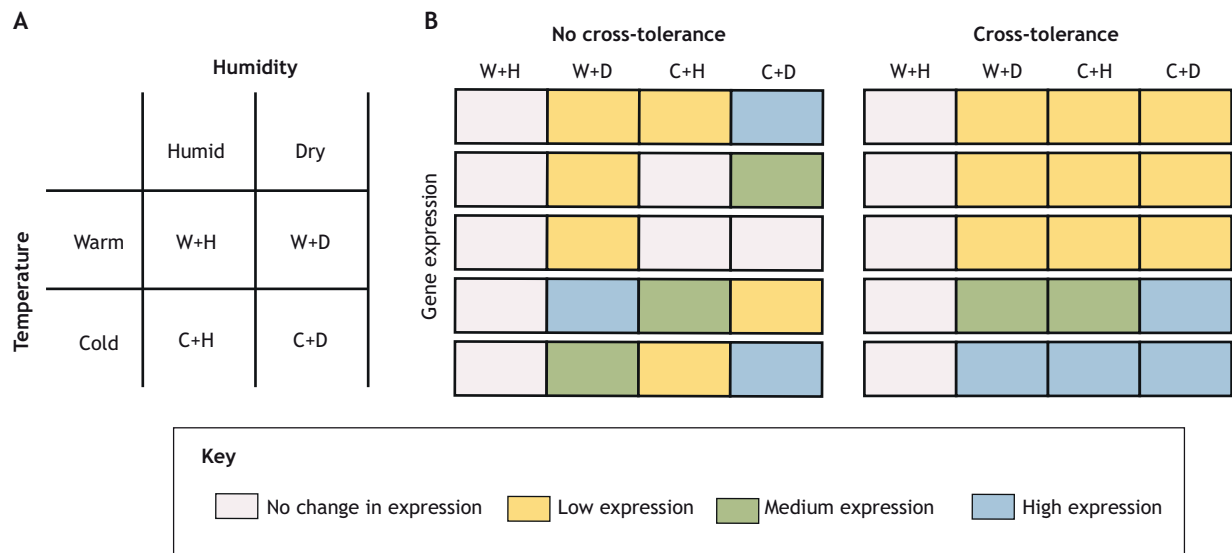 A
Humidity
Humid Dry
Temperature
Warm W+H W+D
Cold C+H C+D
B
No cross-tolerance Cross-tolerance
W+H W+D C+H C+D W+H W+D C+H C+D
Gene expression
Key
No change in expression Low expression Medium expression High expression